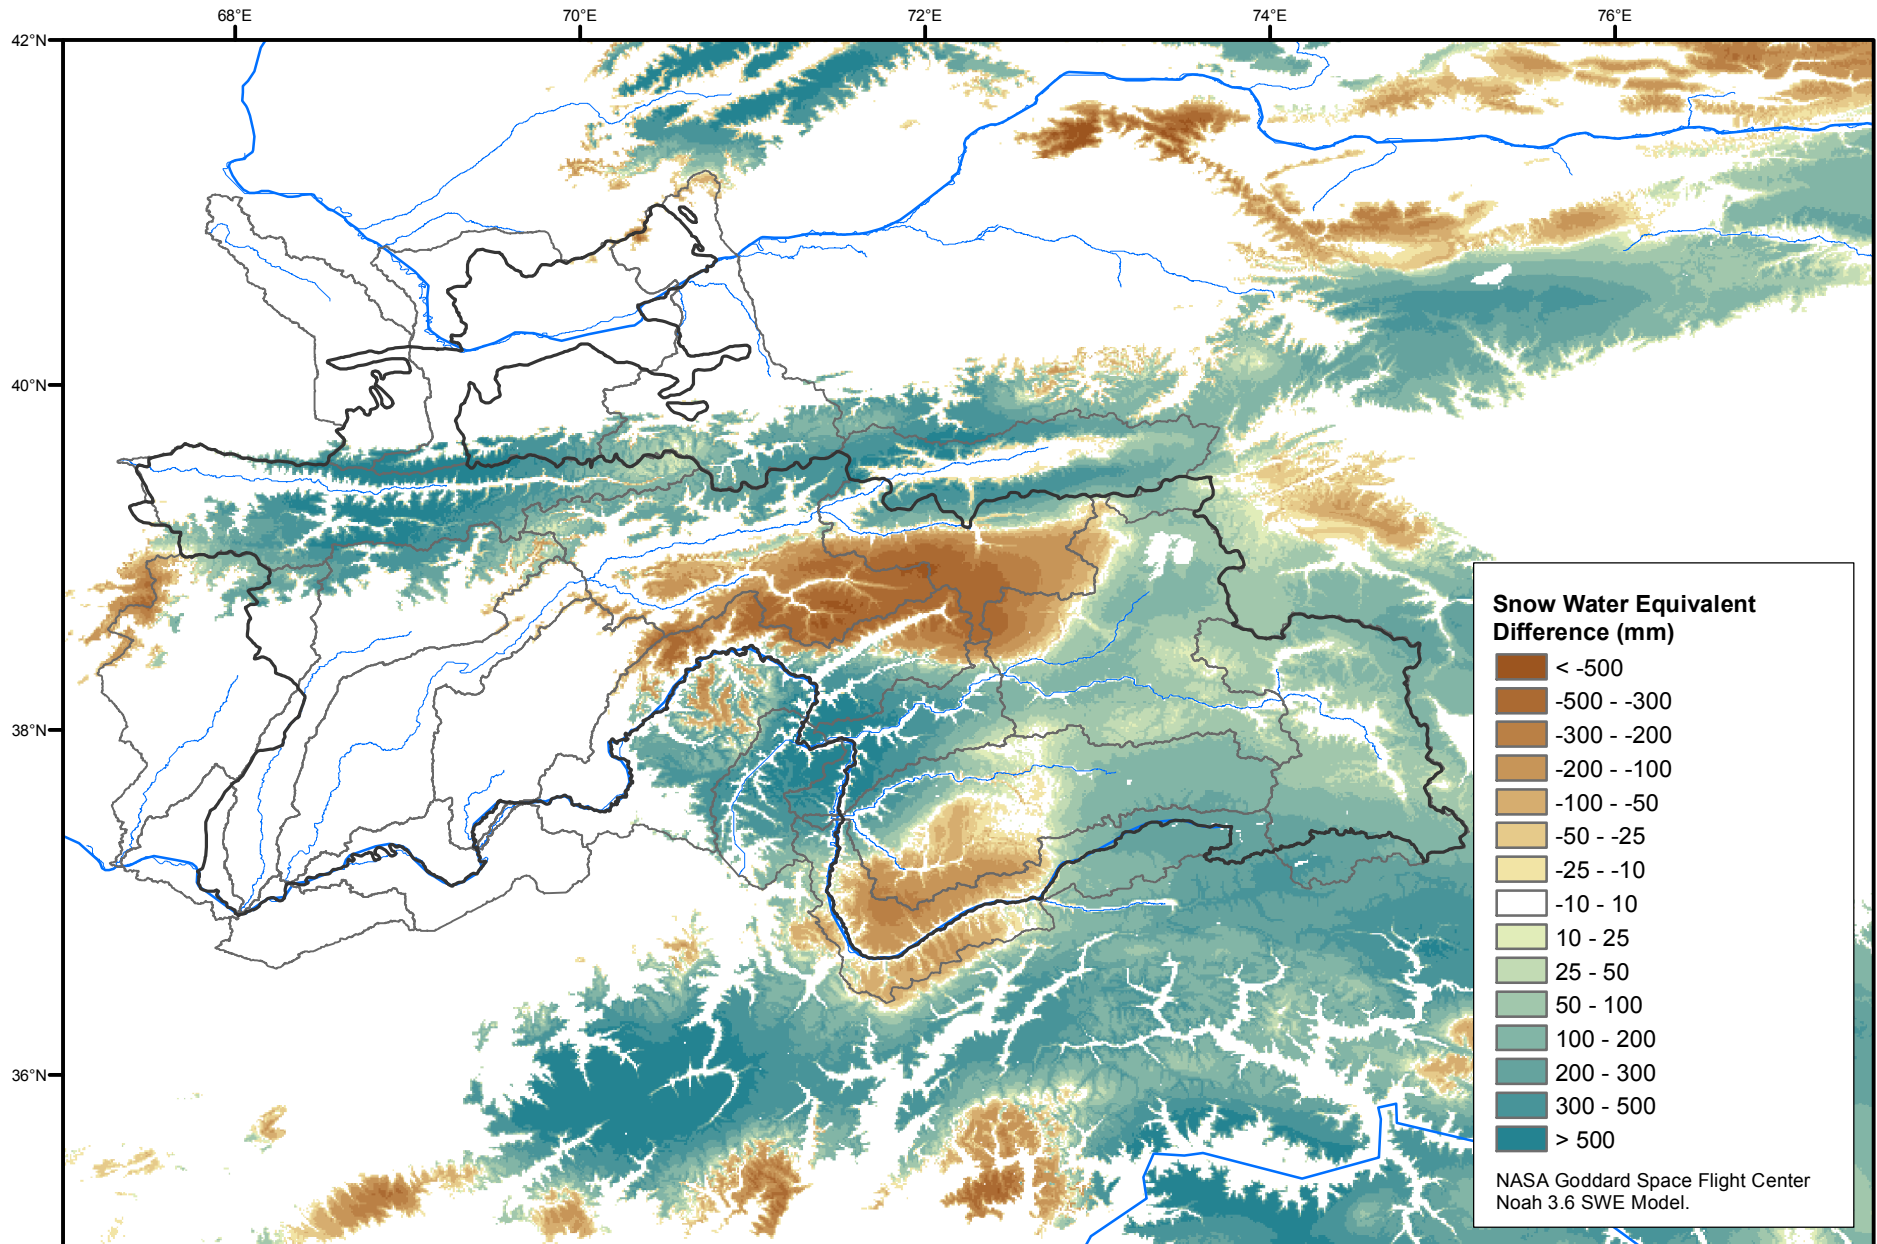 68°E
70°E
72°E
74°E
76°E
42°N
40°N
38°N
36°N
Snow Water Equivalent
Difference (mm)
< -500
-500 - -300
-300 - -200
-200 - -100
-100 - -50
-50 - -25
-25 - -10
-10 - 10
10 - 25
25 - 50
50 - 100
100 - 200
200 - 300
300 - 500
> 500
NASA Goddard Space Flight Center
Noah 3.6 SWE Model.